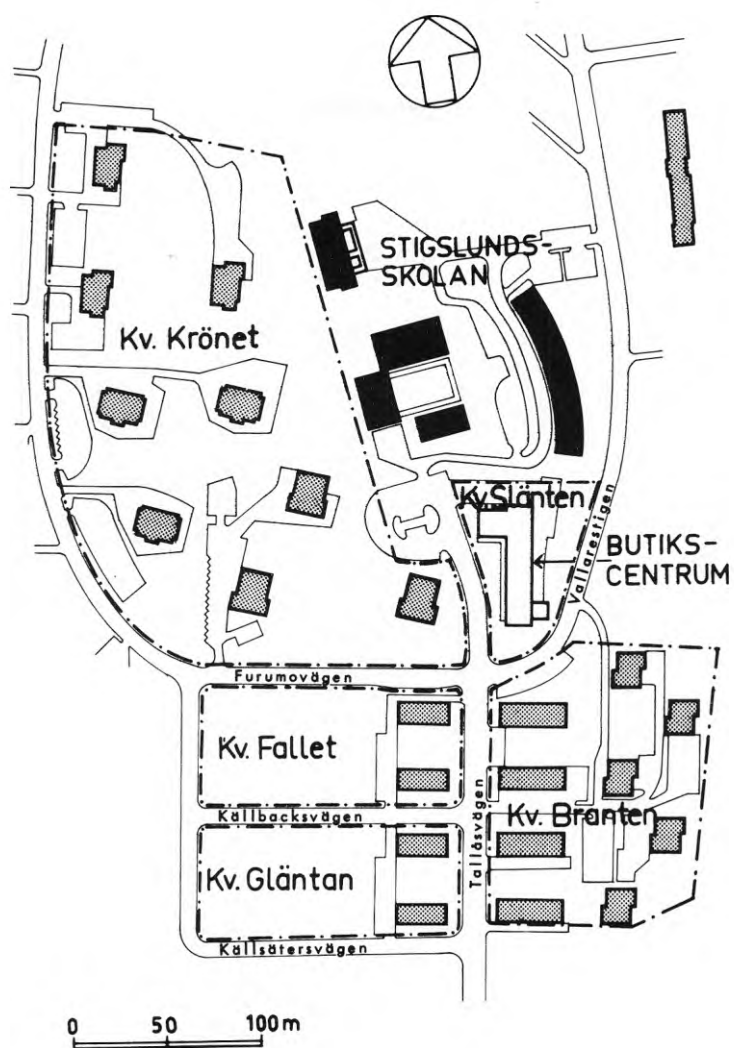 STIGSLUNDS-
SKOLAN
Kv. Krönet
Kv. Slänten
BUTIKS-
CENTRUM
Vallarestigen
Furumovägen
Kv. Fallet
Källbacksvägen
Kv. Branten
Tallåsvägen
Kv. Gläntan
Källsätersvägen
0 50 100 m